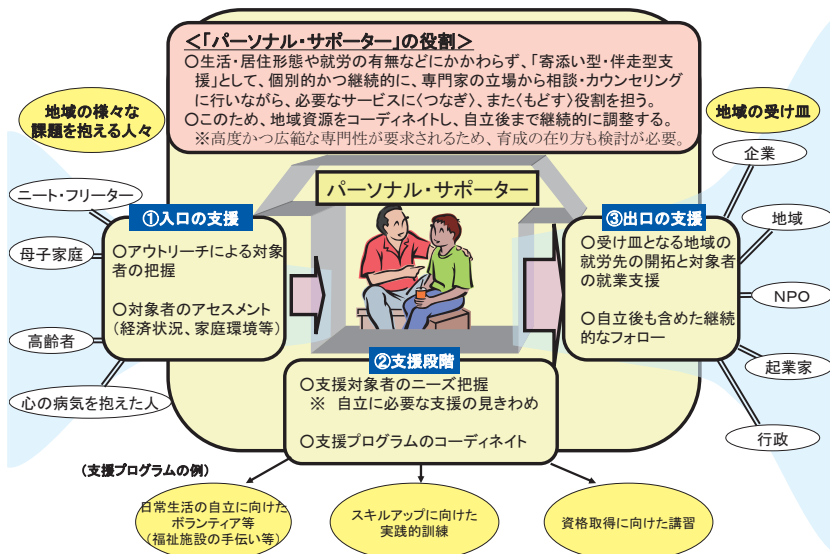 <「パーソナル・サポーター」の役割>
○生活・居住形態や就労の有無などにかかわらず、「寄添い型・伴走型支
援」として、個別的かつ継続的に、専門家の立場から相談・カウンセリング
に行いながら、必要なサービスに〈つなぎ〉、また〈もどす〉役割を担う。
○このため、地域資源をコーディネイトし、自立後まで継続的に調整する。
※高度かつ広範な専門性が要求されるため、育成の在り方も検討が必要。
地域の様々な
課題を抱える人々
地域の受け皿
ニート・フリーター
母子家庭
高齢者
心の病気を抱えた人
パーソナル・サポーター
①入口の支援
○アウトリーチによる対象
者の把握
○対象者のアセスメント
(経済状況、家庭環境等)
②支援段階
○支援対象者のニーズ把握
※ 自立に必要な支援の見きわめ
○支援プログラムのコーディネイト
③出口の支援
○受け皿となる地域の
就労先の開拓と対象者
の就業支援
○自立後も含めた継続
的なフォロー
企業
地域
NPO
起業家
行政
(支援プログラムの例)
日常生活の自立に向けた
ボランティア等
(福祉施設の手伝い等)
スキルアップに向けた
実践的訓練
資格取得に向けた講習